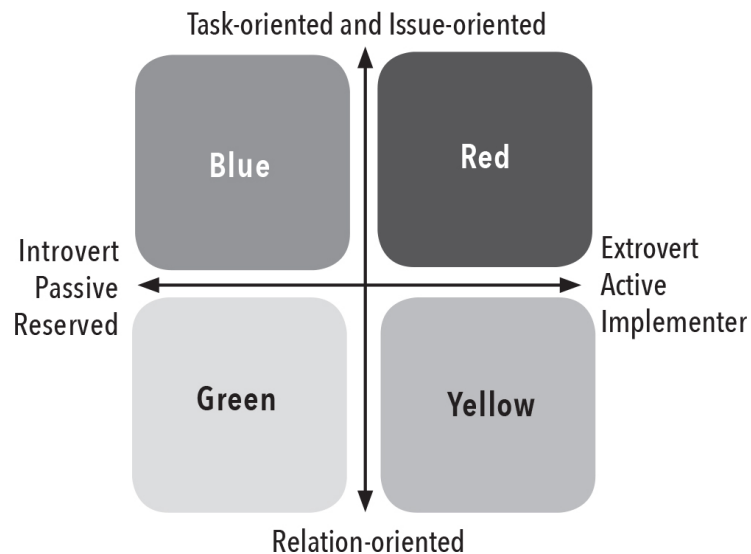 Task-oriented and Issue-oriented
Blue
Red
Introvert
Passive
Reserved
Extrovert
Active
Implementer
Green
Yellow
Relation-oriented